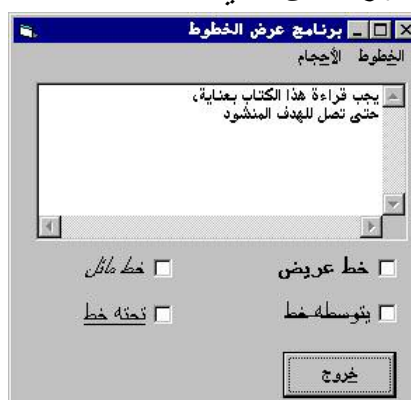 برنامج عرض الخطوط
الخطوط الأحجام
يجب قراءة هذا الكتاب بعناية،
حتى تصل للهدف المنشود
خط عريض خط مائل
يتوسطه خط تحته خط
خروج